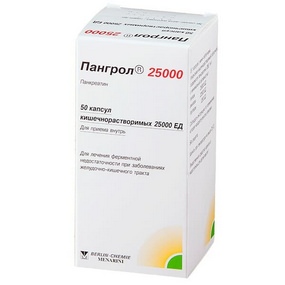 Пангрол® 25000
Панкреатин
50 капсул
кишечнорастворимых 25000 ЕД
Для приема внутрь
Для лечения ферментной
недостаточности при заболеваниях
желудочно-кишечного тракта
BERLIN-CHEMIE
MENARINI